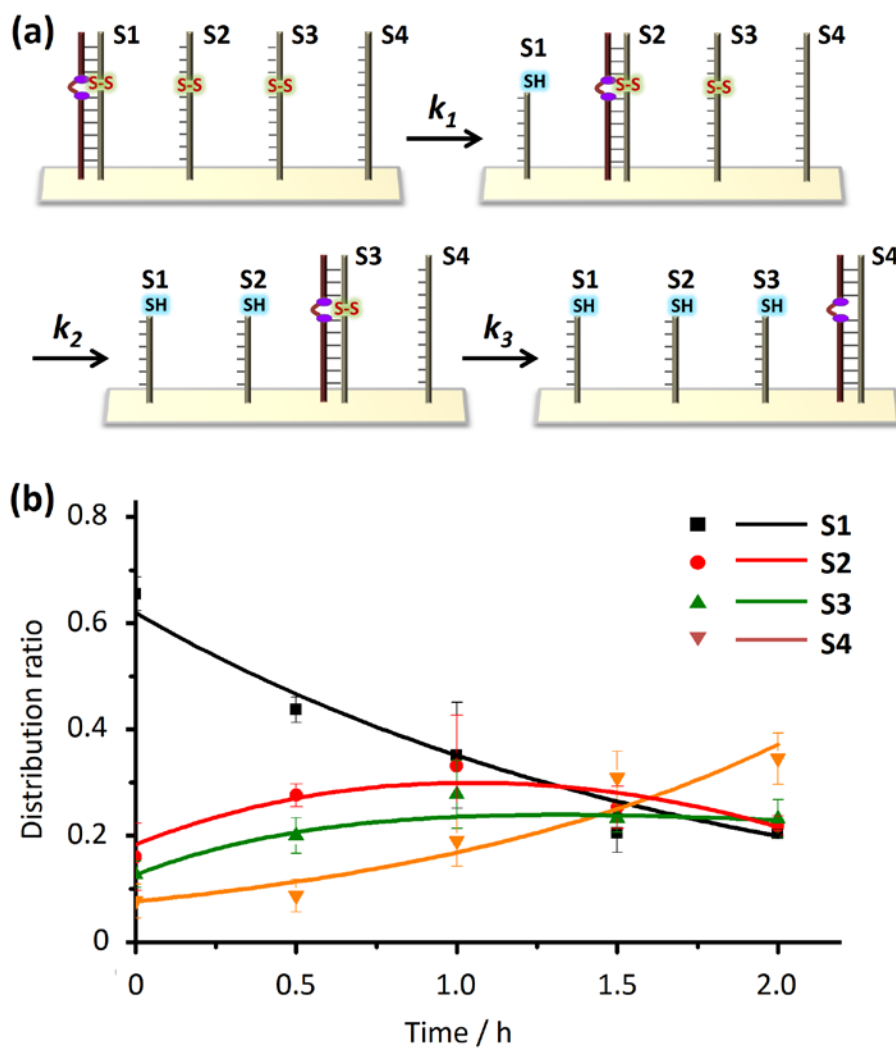 (a)
S1 S2 S3 S4
S-S S-S S-S
k1
S1 S2 S3 S4
SH S-S S-S
k2
S1 S2 S3 S4
SH SH S-S
k3
S1 S2 S3 S4
SH SH SH
(b)
Distribution ratio
0.8
0.6
0.4
0.2
0
0 0.5 1.0 1.5 2.0
Time / h
S1
S2
S3
S4